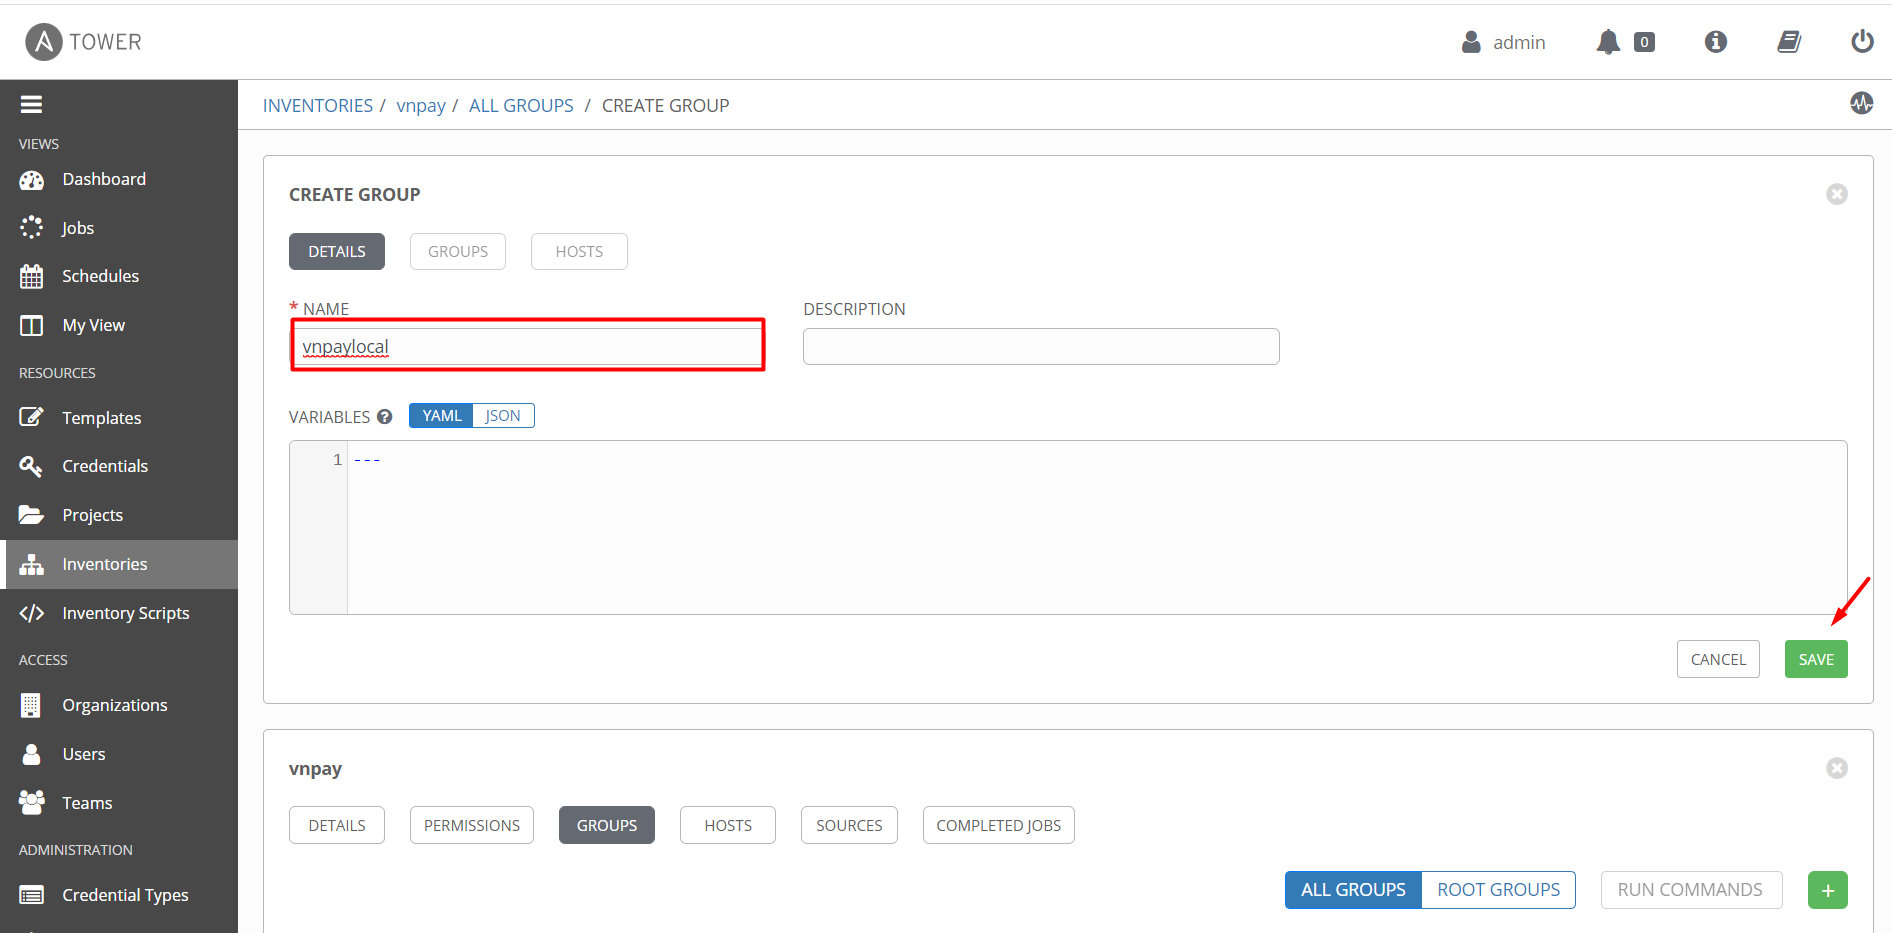 TOWER
admin
0
VIEWS
Dashboard
Jobs
Schedules
My View
RESOURCES
Templates
Credentials
Projects
Inventories
Inventory Scripts
ACCESS
Organizations
Users
Teams
ADMINISTRATION
Credential Types
INVENTORIES / vnpay / ALL GROUPS / CREATE GROUP
CREATE GROUP
DETAILS GROUPS HOSTS
* NAME
vnpaylocal
DESCRIPTION
VARIABLES ? YAML JSON
1 ---
CANCEL SAVE
vnpay
DETAILS PERMISSIONS GROUPS HOSTS SOURCES COMPLETED JOBS
ALL GROUPS ROOT GROUPS RUN COMMANDS +